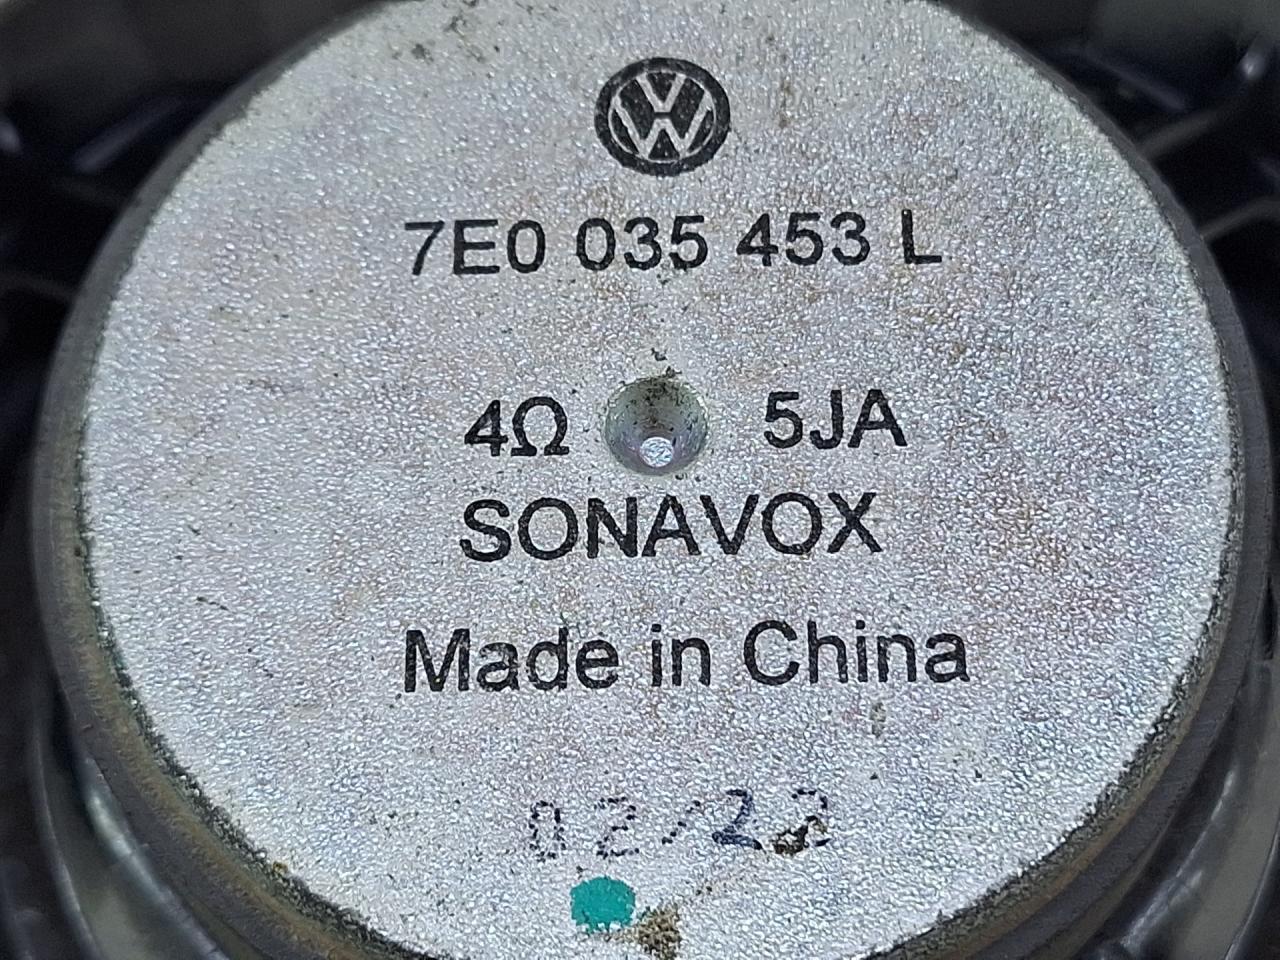 7E0 035 453 L
4Ω 5JA
SONAVOX
Made in China
02/22